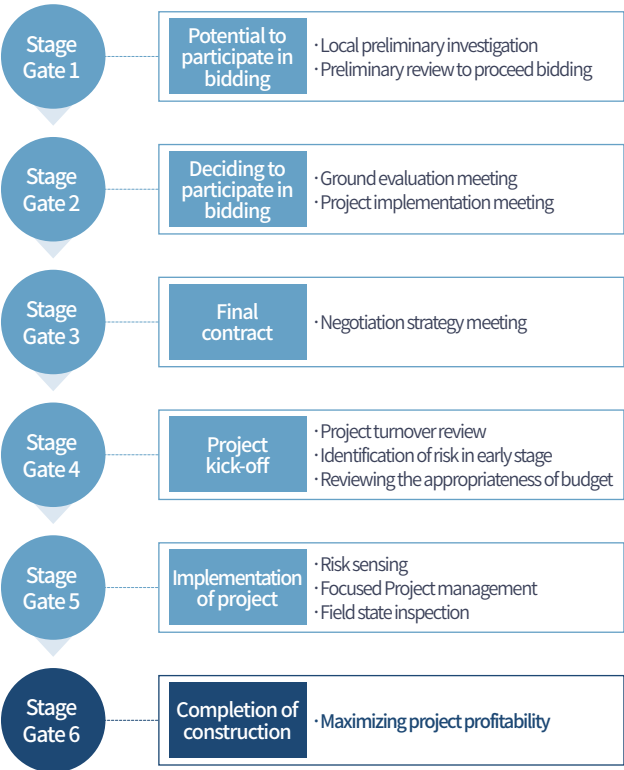 Stage
Gate 1
Potential to
participate in
bidding
· Local preliminary investigation
· Preliminary review to proceed bidding
Stage
Gate 2
Deciding to
participate in
bidding
· Ground evaluation meeting
· Project implementation meeting
Stage
Gate 3
Final
contract
· Negotiation strategy meeting
Stage
Gate 4
Project
kick-off
· Project turnover review
· Identification of risk in early stage
· Reviewing the appropriateness of budget
Stage
Gate 5
Implementation
of project
· Risk sensing
· Focused Project management
· Field state inspection
Stage
Gate 6
Completion of
construction
· Maximizing project profitability